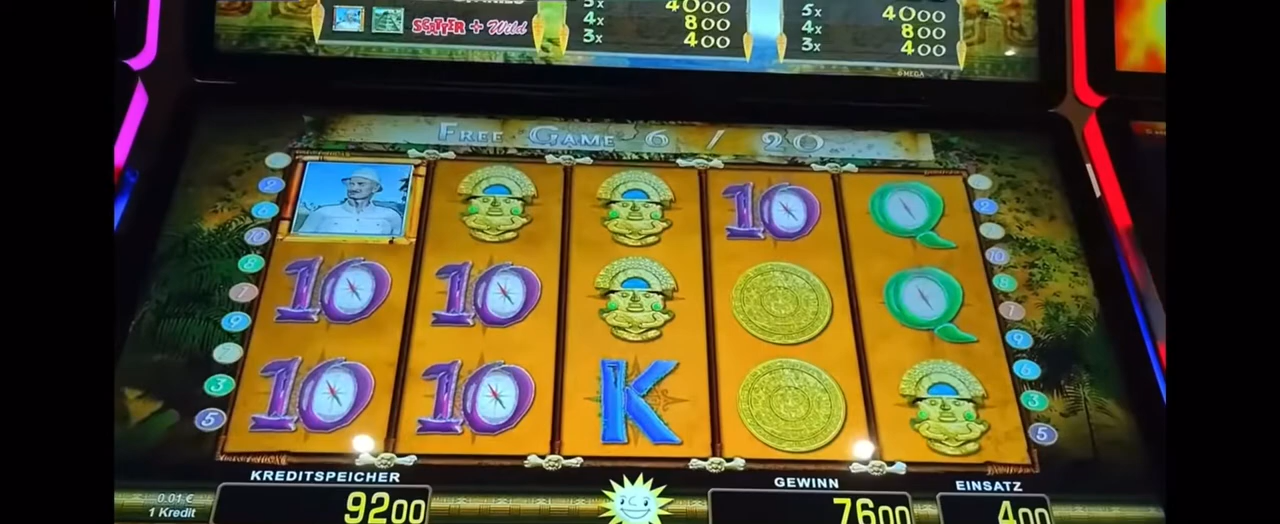 SCATTER + Wild
5x 4000
4x 800
3x 400
5x 4000
4x 800
3x 400
FREE GAME 6 / 20
10 Q
10 10 Q
10 10 K
KREDITSPEICHER GEWINN EINSATZ
0.01 €
1 Kredit
9200 7600 400